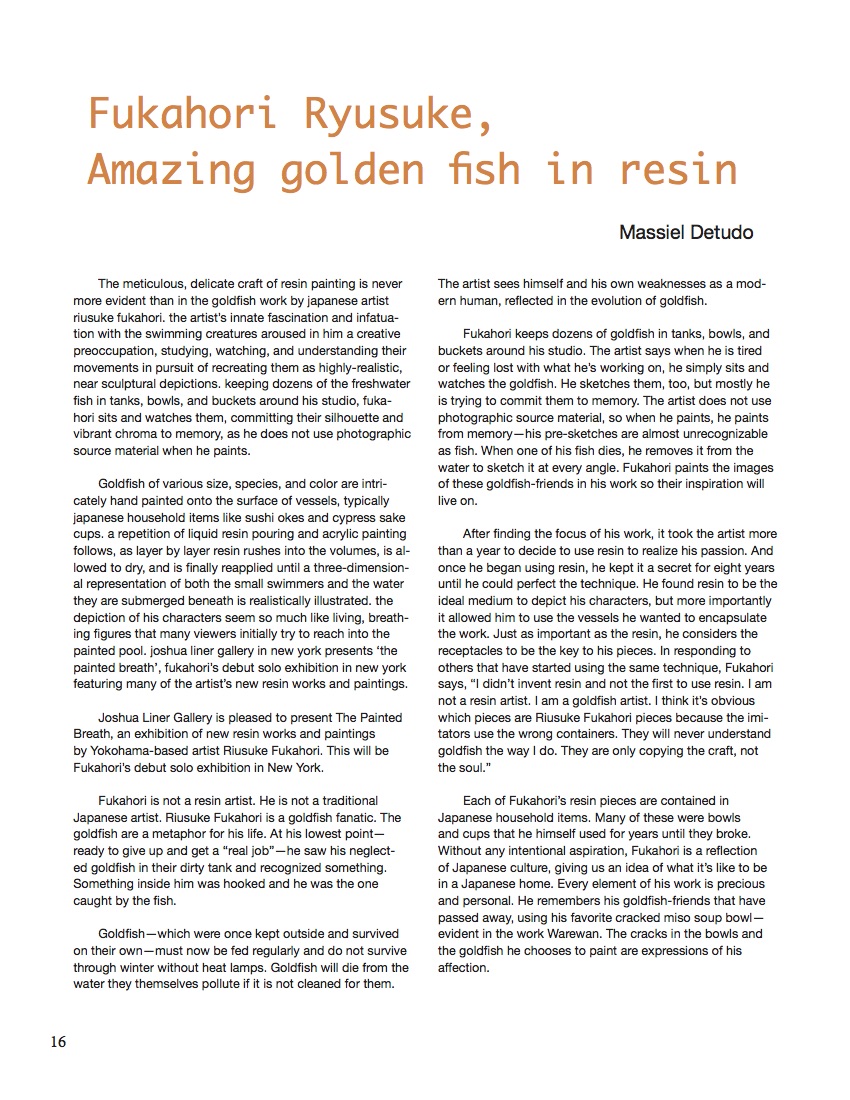 Fukahori Ryusuke,
Amazing golden fish in resin
Massiel Detudo
The meticulous, delicate craft of resin painting is never
more evident than in the goldfish work by japanese artist
riusuke fukahori. the artist's innate fascination and infatua-
tion with the swimming creatures aroused in him a creative
preoccupation, studying, watching, and understanding their
movements in pursuit of recreating them as highly-realistic,
near sculptural depictions. keeping dozens of the freshwater
fish in tanks, bowls, and buckets around his studio, fuka-
hori sits and watches them, committing their silhouette and
vibrant chroma to memory, as he does not use photographic
source material when he paints.
Goldfish of various size, species, and color are intri-
cately hand painted onto the surface of vessels, typically
japanese household items like sushi okes and cypress sake
cups. a repetition of liquid resin pouring and acrylic painting
follows, as layer by layer resin rushes into the volumes, is al-
lowed to dry, and is finally reapplied until a three-dimension-
al representation of both the small swimmers and the water
they are submerged beneath is realistically illustrated. the
depiction of his characters seem so much like living, breath-
ing figures that many viewers initially try to reach into the
painted pool. joshua liner gallery in new york presents ‘the
painted breath’, fukahori's debut solo exhibition in new york
featuring many of the artist's new resin works and paintings.
Joshua Liner Gallery is pleased to present The Painted
Breath, an exhibition of new resin works and paintings
by Yokohama-based artist Riusuke Fukahori. This will be
Fukahori's debut solo exhibition in New York.
Fukahori is not a resin artist. He is not a traditional
Japanese artist. Riusuke Fukahori is a goldfish fanatic. The
goldfish are a metaphor for his life. At his lowest point—
ready to give up and get a “real job”—he saw his neglect-
ed goldfish in their dirty tank and recognized something.
Something inside him was hooked and he was the one
caught by the fish.
Goldfish—which were once kept outside and survived
on their own—must now be fed regularly and do not survive
through winter without heat lamps. Goldfish will die from the
water they themselves pollute if it is not cleaned for them.
The artist sees himself and his own weaknesses as a mod-
ern human, reflected in the evolution of goldfish.
Fukahori keeps dozens of goldfish in tanks, bowls, and
buckets around his studio. The artist says when he is tired
or feeling lost with what he's working on, he simply sits and
watches the goldfish. He sketches them, too, but mostly he
is trying to commit them to memory. The artist does not use
photographic source material, so when he paints, he paints
from memory—his pre-sketches are almost unrecognizable
as fish. When one of his fish dies, he removes it from the
water to sketch it at every angle. Fukahori paints the images
of these goldfish-friends in his work so their inspiration will
live on.
After finding the focus of his work, it took the artist more
than a year to decide to use resin to realize his passion. And
once he began using resin, he kept it a secret for eight years
until he could perfect the technique. He found resin to be the
ideal medium to depict his characters, but more importantly
it allowed him to use the vessels he wanted to encapsulate
the work. Just as important as the resin, he considers the
receptacles to be the key to his pieces. In responding to
others that have started using the same technique, Fukahori
says, “I didn't invent resin and not the first to use resin. I am
not a resin artist. I am a goldfish artist. I think it's obvious
which pieces are Riusuke Fukahori pieces because the imi-
tators use the wrong containers. They will never understand
goldfish the way I do. They are only copying the craft, not
the soul.”
Each of Fukahori's resin pieces are contained in
Japanese household items. Many of these were bowls
and cups that he himself used for years until they broke.
Without any intentional aspiration, Fukahori is a reflection
of Japanese culture, giving us an idea of what it's like to be
in a Japanese home. Every element of his work is precious
and personal. He remembers his goldfish-friends that have
passed away, using his favorite cracked miso soup bowl—
evident in the work Warewan. The cracks in the bowls and
the goldfish he chooses to paint are expressions of his
affection.
16